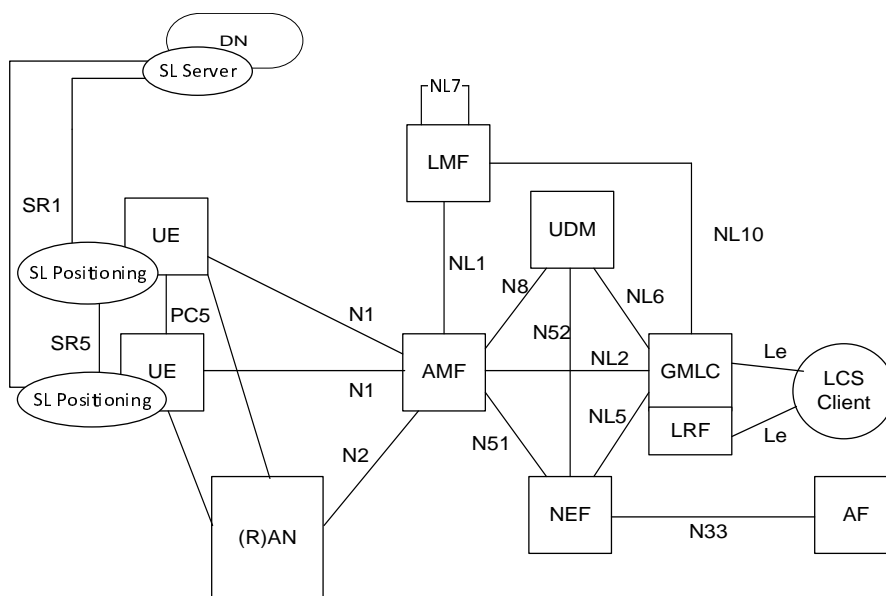 DN
SL Server
NL7
LMF
SR1
UE
UDM
NL10
NL1
SL Positioning
N8
NL6
N1
PC5
N52
SR5
UE
AMF
NL2
GMLC
Le
LCS
Client
N1
SL Positioning
NL5
LRF
Le
N51
N2
(R)AN
NEF
AF
N33